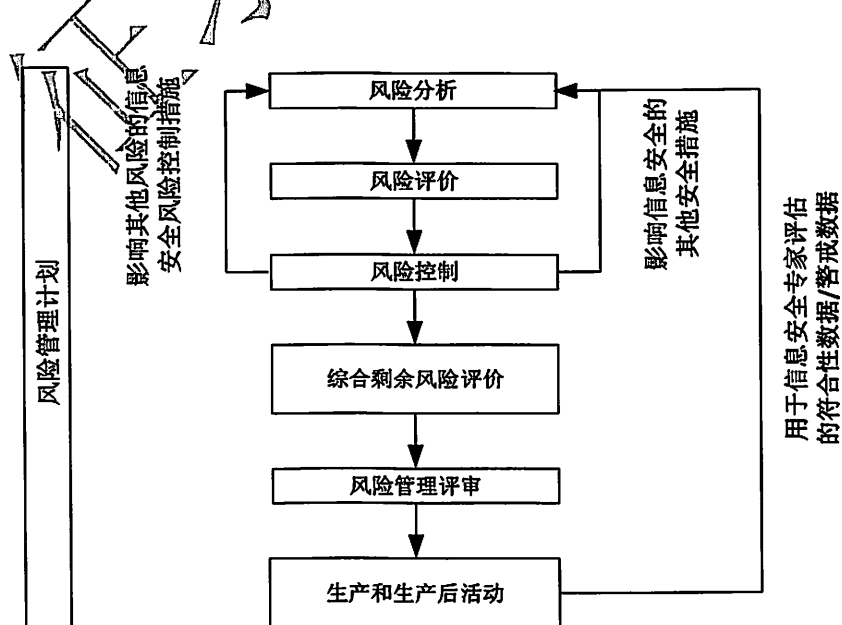 影响其他风险的信息
安全风险控制措施
风险管理计划
风险分析
风险评价
风险控制
综合剩余风险评价
风险管理评审
生产和生产后活动
影响信息安全的
其他安全措施
用于信息安全专家评估
的符合性数据/警戒数据